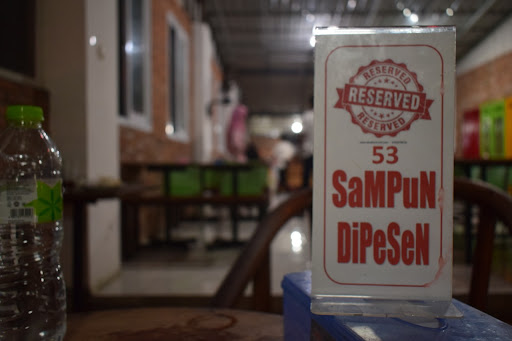 RESERVED
RESERVED
RESERVED
53
SaMPuN
DiPeSeN